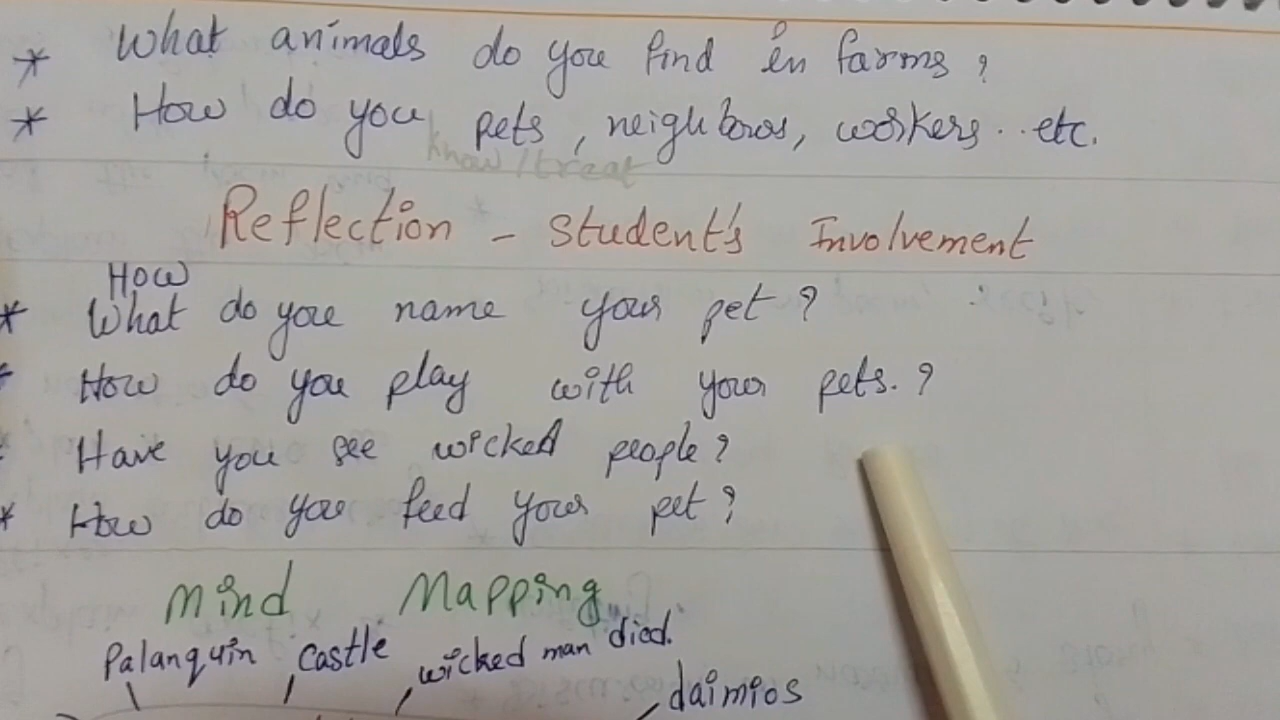 * What animals do you find in farms ?
* How do you pets , neighbours, workers.. etc.
know/treat
Reflection - student's Involvement
How
* What do you name your pet ?
* How do you play with your pets. ?
* Have you see wicked people ?
* How do you feed your pet ?
Mind Mapping
Palanquin castle wicked man died.
daimios